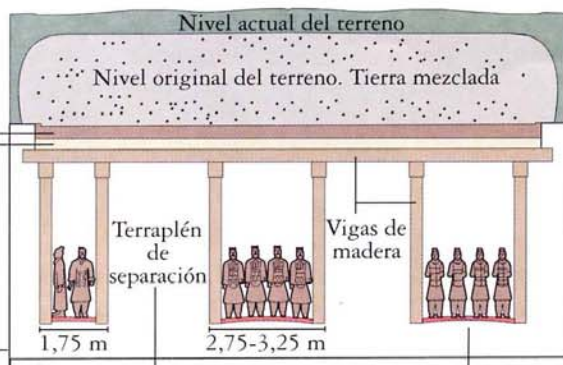 Nivel actual del terreno
Nivel original del terreno. Tierra mezclada
Terraplén
de
separación
Vigas de
madera
1,75 m
2,75-3,25 m